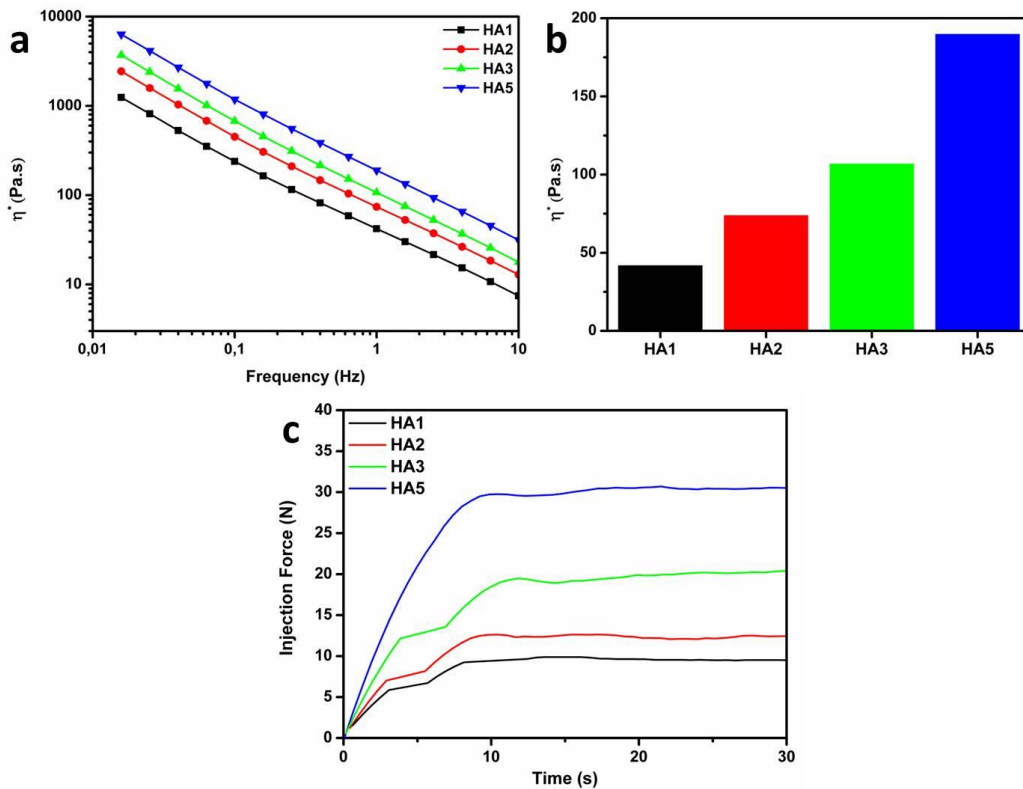 a
10000
1000
100
10
η* (Pa.s)
0,01
0,1
1
10
Frequency (Hz)
HA1
HA2
HA3
HA5
b
200
150
100
50
0
η* (Pa.s)
HA1
HA2
HA3
HA5
c
40
35
30
25
20
15
10
5
0
Injection Force (N)
0
10
20
30
Time (s)
HA1
HA2
HA3
HA5